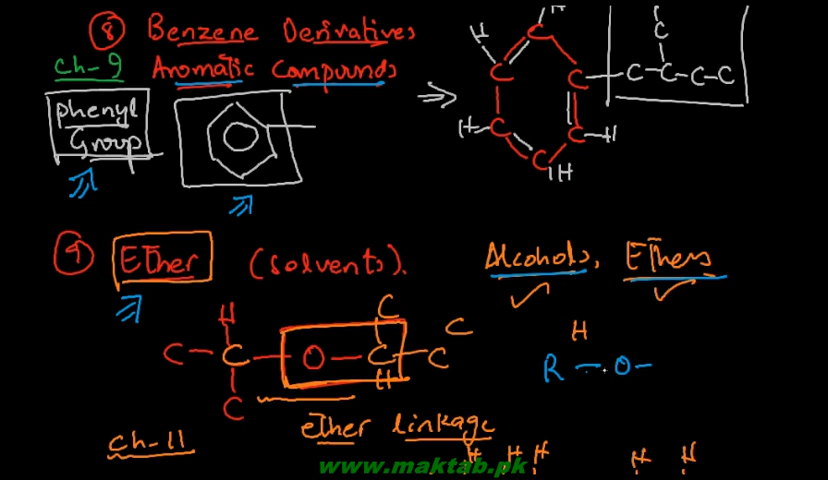 ⑧ Benzene Derivatives
ch-9 Aromatic Compounds
phenyl
Group
H
H
C
C
C
C
C
C
H
H
H
C
C-C-C-C
⑨ Ether (solvents). Alcohols, Ethers
H
C
C
C-C-O-C-C
H
C
H
R-O-
ether linkage
ch-11
H H H H H
www.maktab.pk